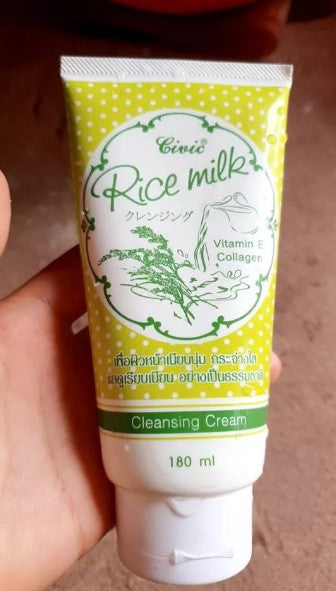 Civic®
Rice milk
クレンジング
Vitamin E
Collagen
เพื่อผิวหน้าเนียนนุ่ม กระจ่างใส
แลดูเรียบเนียน อย่างเป็นธรรมชาติ
Cleansing Cream
180 ml